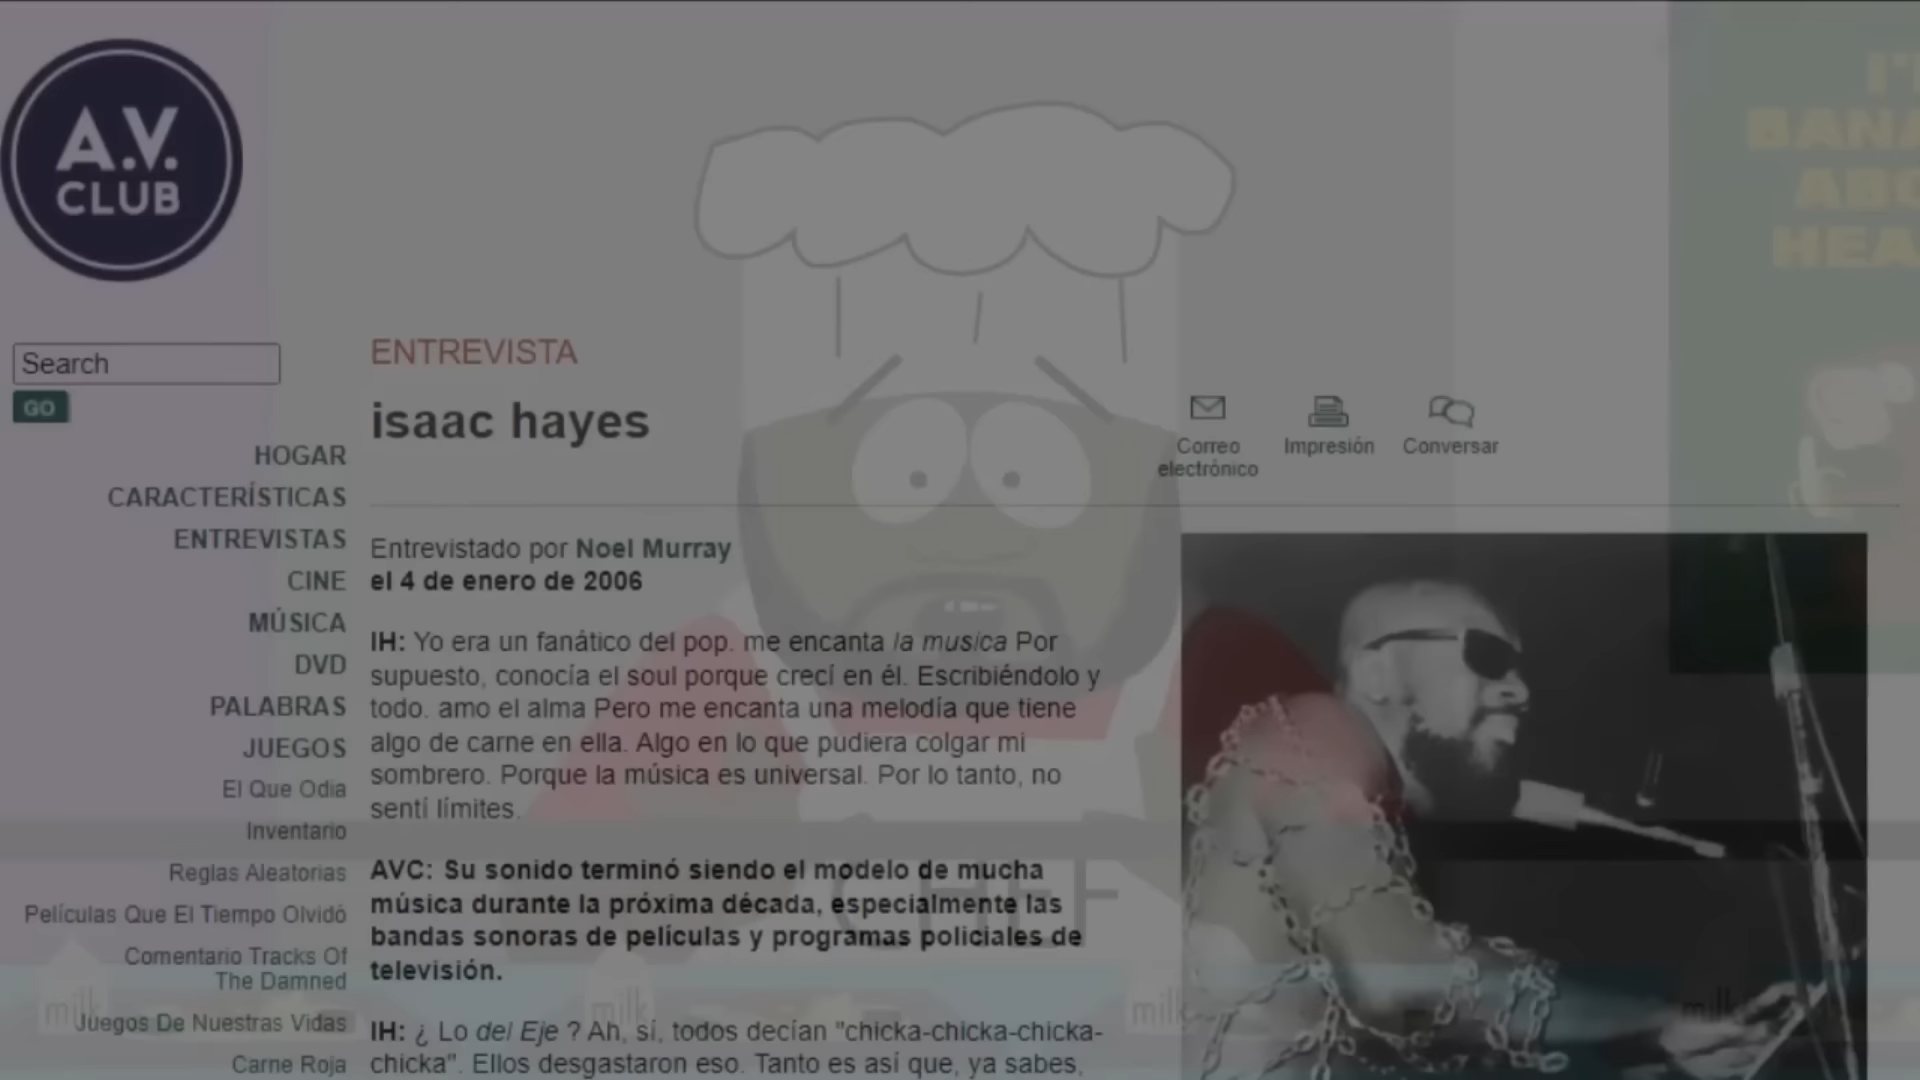 A.V.
CLUB
Search
GO
HOGAR
CARACTERÍSTICAS
ENTREVISTAS
CINE
MÚSICA
DVD
PALABRAS
JUEGOS
El Que Odia
Inventario
Reglas Aleatorias
Películas Que El Tiempo Olvidó
Comentario Tracks Of
The Damned
Juegos De Nuestras Vidas
Carne Roja
ENTREVISTA
isaac hayes
Correo
electrónico
Impresión
Conversar
Entrevistado por Noel Murray
el 4 de enero de 2006
IH: Yo era un fanático del pop. me encanta la musica Por
supuesto, conocía el soul porque crecí en él. Escribiéndolo y
todo. amo el alma Pero me encanta una melodía que tiene
algo de carne en ella. Algo en lo que pudiera colgar mi
sombrero. Porque la música es universal. Por lo tanto, no
sentí límites.
AVC: Su sonido terminó siendo el modelo de mucha
música durante la próxima década, especialmente las
bandas sonoras de películas y programas policiales de
televisión.
IH: ¿ Lo del Eje ? Ah, sí, todos decían "chicka-chicka-chicka-
chicka". Ellos desgastaron eso. Tanto es así que, ya sabes,
CHEF
milk
milk
milk
milk